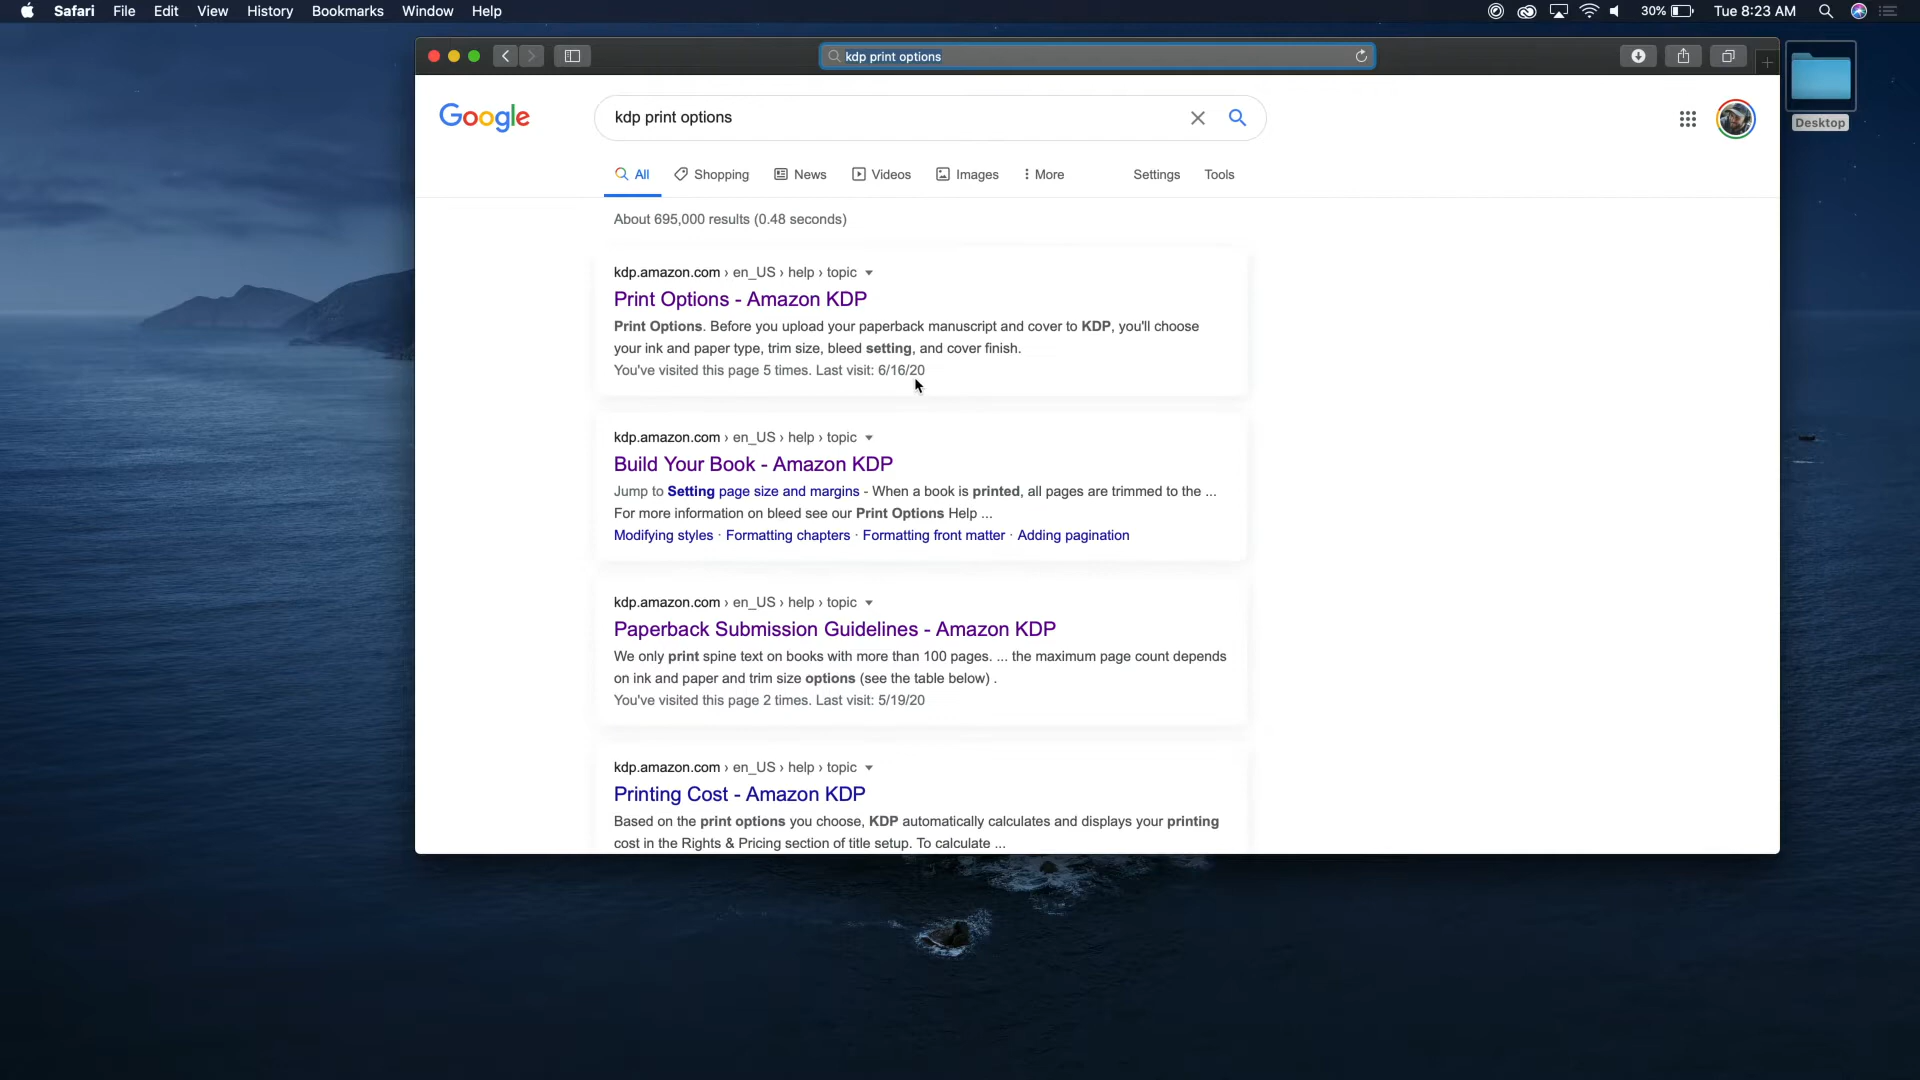 Safari File Edit View History Bookmarks Window Help 30% Tue 8:23 AM
kdp print options
Desktop
Google kdp print options
All Shopping News Videos Images More Settings Tools
About 695,000 results (0.48 seconds)
kdp.amazon.com › en_US › help › topic
Print Options - Amazon KDP
Print Options. Before you upload your paperback manuscript and cover to KDP, you'll choose
your ink and paper type, trim size, bleed setting, and cover finish.
You've visited this page 5 times. Last visit: 6/16/20
kdp.amazon.com › en_US › help › topic
Build Your Book - Amazon KDP
Jump to Setting page size and margins - When a book is printed, all pages are trimmed to the ...
For more information on bleed see our Print Options Help ...
Modifying styles · Formatting chapters · Formatting front matter · Adding pagination
kdp.amazon.com › en_US › help › topic
Paperback Submission Guidelines - Amazon KDP
We only print spine text on books with more than 100 pages. ... the maximum page count depends
on ink and paper and trim size options (see the table below) .
You've visited this page 2 times. Last visit: 5/19/20
kdp.amazon.com › en_US › help › topic
Printing Cost - Amazon KDP
Based on the print options you choose, KDP automatically calculates and displays your printing
cost in the Rights & Pricing section of title setup. To calculate ...